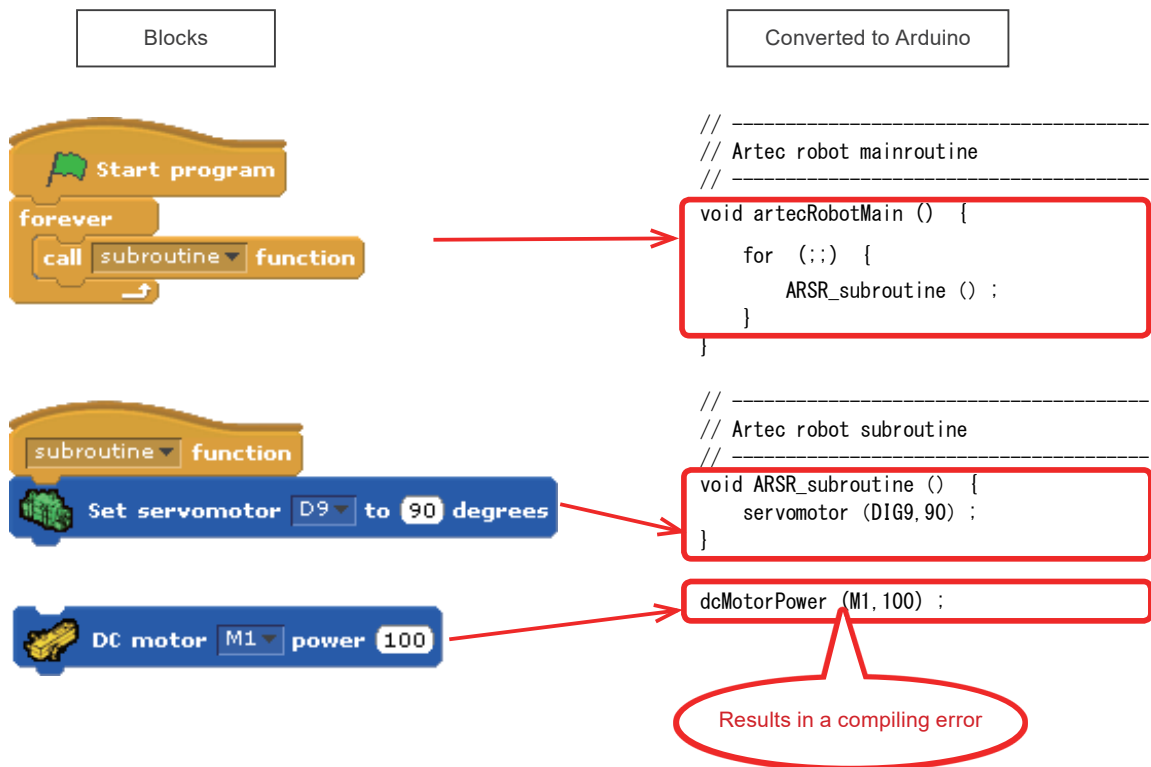 Blocks
Converted to Arduino
Start program
forever
call subroutine function
// ---------------------------------------
// Artec robot mainroutine
// ---------------------------------------
void artecRobotMain () {
for (;;) {
ARSR_subroutine () ;
}
}
subroutine function
Set servomotor D9 to 90 degrees
// ---------------------------------------
// Artec robot subroutine
// ---------------------------------------
void ARSR_subroutine () {
servomotor (DIG9,90) ;
}
DC motor M1 power 100
dcMotorPower (M1,100) ;
Results in a compiling error